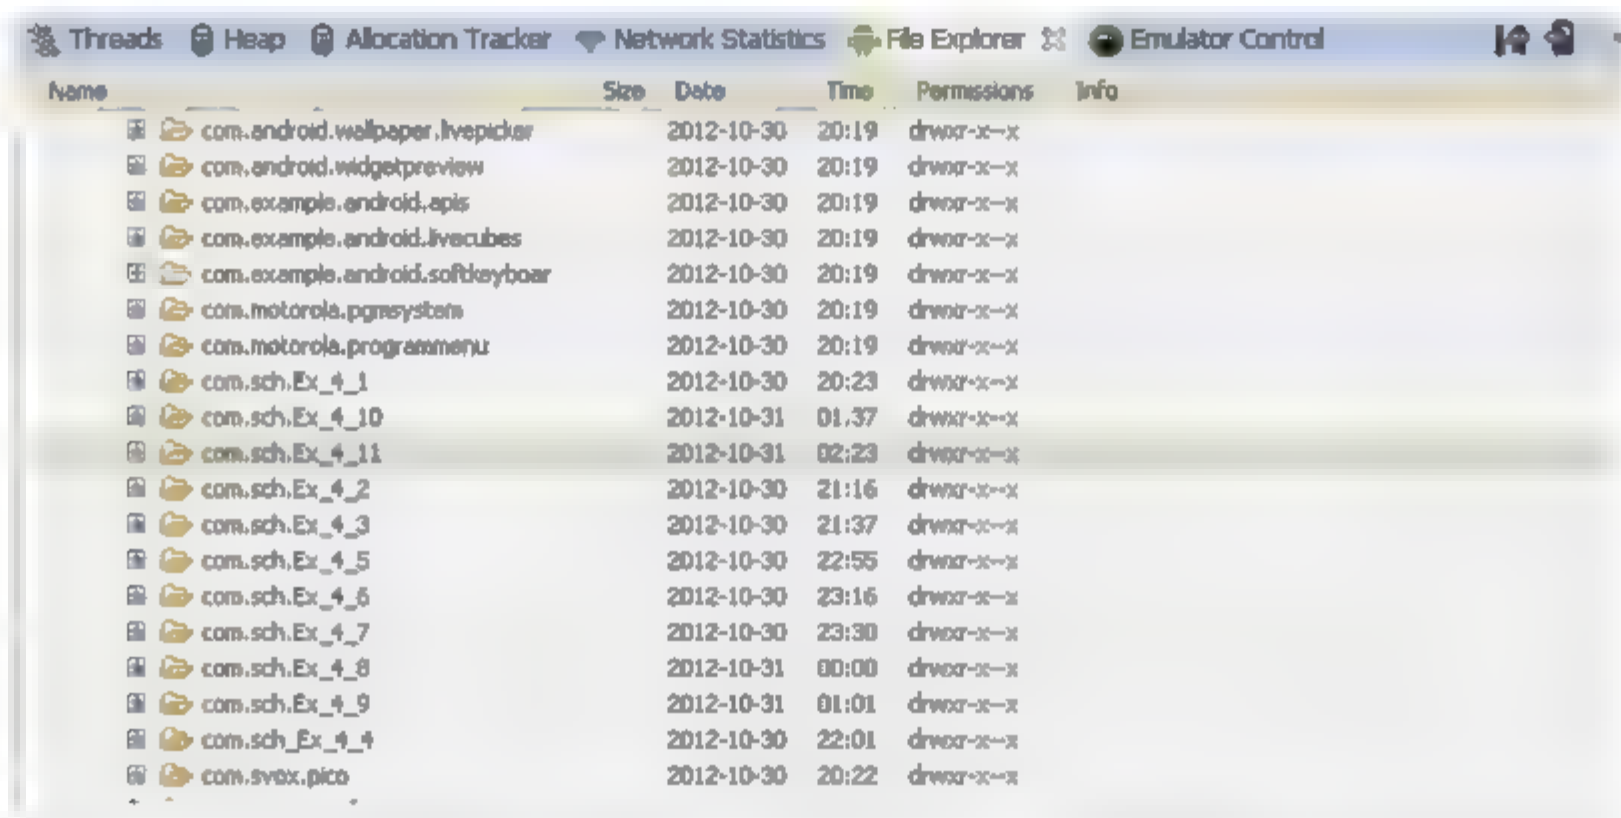 Threads Heap Allocation Tracker Network Statistics File Explorer Emulator Control
Name Size Date Time Permissions Info
com.android.wallpaper.livepicker 2012-10-30 20:19 drwxr-x--x
com.android.widgetpreview 2012-10-30 20:19 drwxr-x--x
com.example.android.apis 2012-10-30 20:19 drwxr-x--x
com.example.android.livecubes 2012-10-30 20:19 drwxr-x--x
com.example.android.softkeyboar 2012-10-30 20:19 drwxr-x--x
com.motorola.pgmsystem 2012-10-30 20:19 drwxr-x--x
com.motorola.programmenu 2012-10-30 20:19 drwxr-x--x
com.sch.Ex_4_1 2012-10-30 20:23 drwxr-x--x
com.sch.Ex_4_10 2012-10-31 01:37 drwxr-x--x
com.sch.Ex_4_11 2012-10-31 02:23 drwxr-x--x
com.sch.Ex_4_2 2012-10-30 21:16 drwxr-x--x
com.sch.Ex_4_3 2012-10-30 21:37 drwxr-x--x
com.sch.Ex_4_5 2012-10-30 22:55 drwxr-x--x
com.sch.Ex_4_6 2012-10-30 23:16 drwxr-x--x
com.sch.Ex_4_7 2012-10-30 23:30 drwxr-x--x
com.sch.Ex_4_8 2012-10-31 00:00 drwxr-x--x
com.sch.Ex_4_9 2012-10-31 01:01 drwxr-x--x
com.sch_Ex_4_4 2012-10-30 22:01 drwxr-x--x
com.svox.pico 2012-10-30 20:22 drwxr-x--x